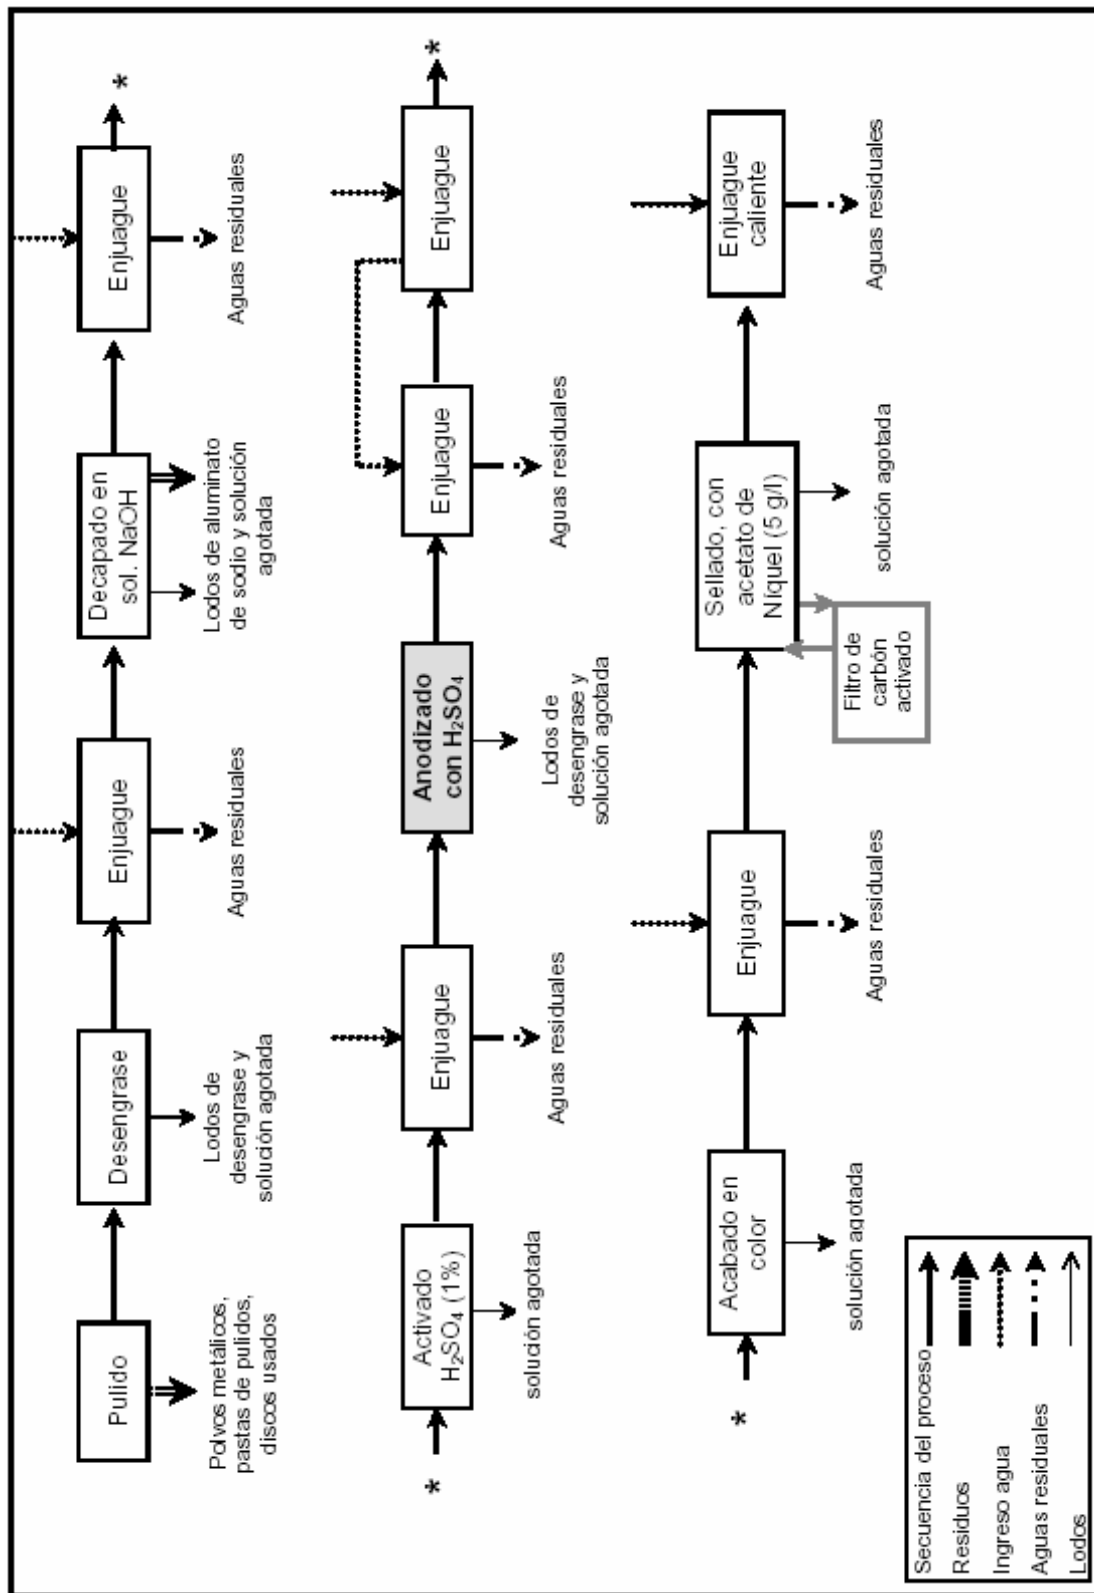 Pulido
Polvos metálicos,
pastas de pulidos,
discos usados
Desengrase
Lodos de
desengrase y
solución agotada
Enjuague
Aguas residuales
Decapado en
sol. NaOH
Lodos de aluminato
de sodio y solución
agotada
Enjuague
Aguas residuales
*
*
Activado
H₂SO₄ (1%)
solución agotada
Enjuague
Aguas residuales
Anodizado
con H₂SO₄
Lodos de
desengrase y
solución agotada
Enjuague
Aguas residuales
Enjuague
*
*
Acabado en
color
solución agotada
Enjuague
Aguas residuales
Sellado, con
acetato de
Níquel (5 g/l)
Filtro de
carbón
activado
solución agotada
Enjuague
caliente
Aguas residuales
Secuencia del proceso
Residuos
Ingreso agua
Aguas residuales
Lodos